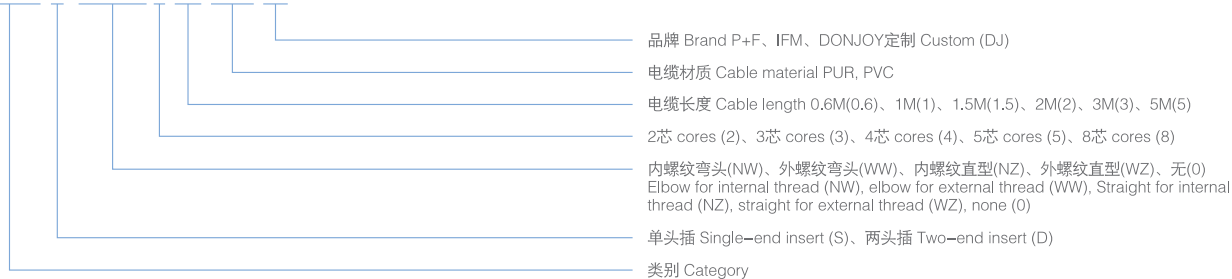 品牌 Brand P+F、IFM、DONJOY定制 Custom (DJ)
电缆材质 Cable material PUR, PVC
电缆长度 Cable length 0.6M(0.6)、1M(1)、1.5M(1.5)、2M(2)、3M(3)、5M(5)
2芯 cores (2)、3芯 cores (3)、4芯 cores (4)、5芯 cores (5)、8芯 cores (8)
内螺纹弯头(NW)、外螺纹弯头(WW)、内螺纹直型(NZ)、外螺纹直型(WZ)、无(0)
Elbow for internal thread (NW), elbow for external thread (WW), Straight for internal
thread (NZ), straight for external thread (WZ), none (0)
单头插 Single–end insert (S)、两头插 Two–end insert (D)
类别 Category